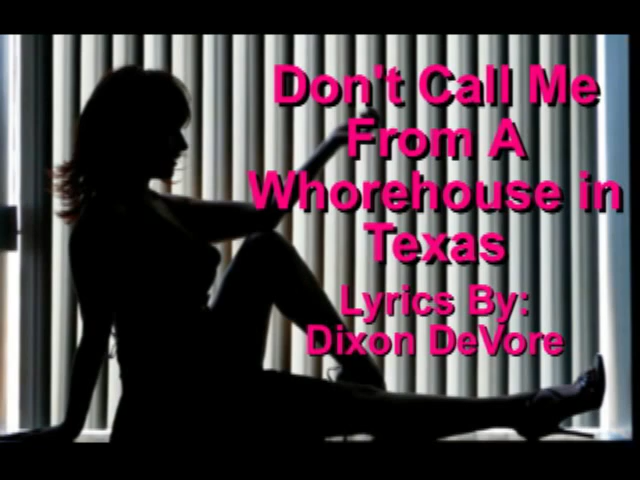 Don't Call Me
From A
Whorehouse in
Texas
Lyrics By:
Dixon DeVore